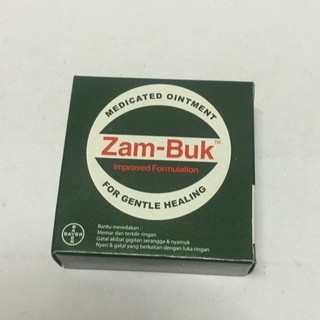 MEDICATED OINTMENT
Zam-Buk™
Improved Formulation
FOR GENTLE HEALING
Bantu meredakan :
Memar dan terkilir ringan
Gatal akibat gigitan serangga & nyamuk
Nyeri & gatal yang berkaitan dengan luka ringan
BAYER